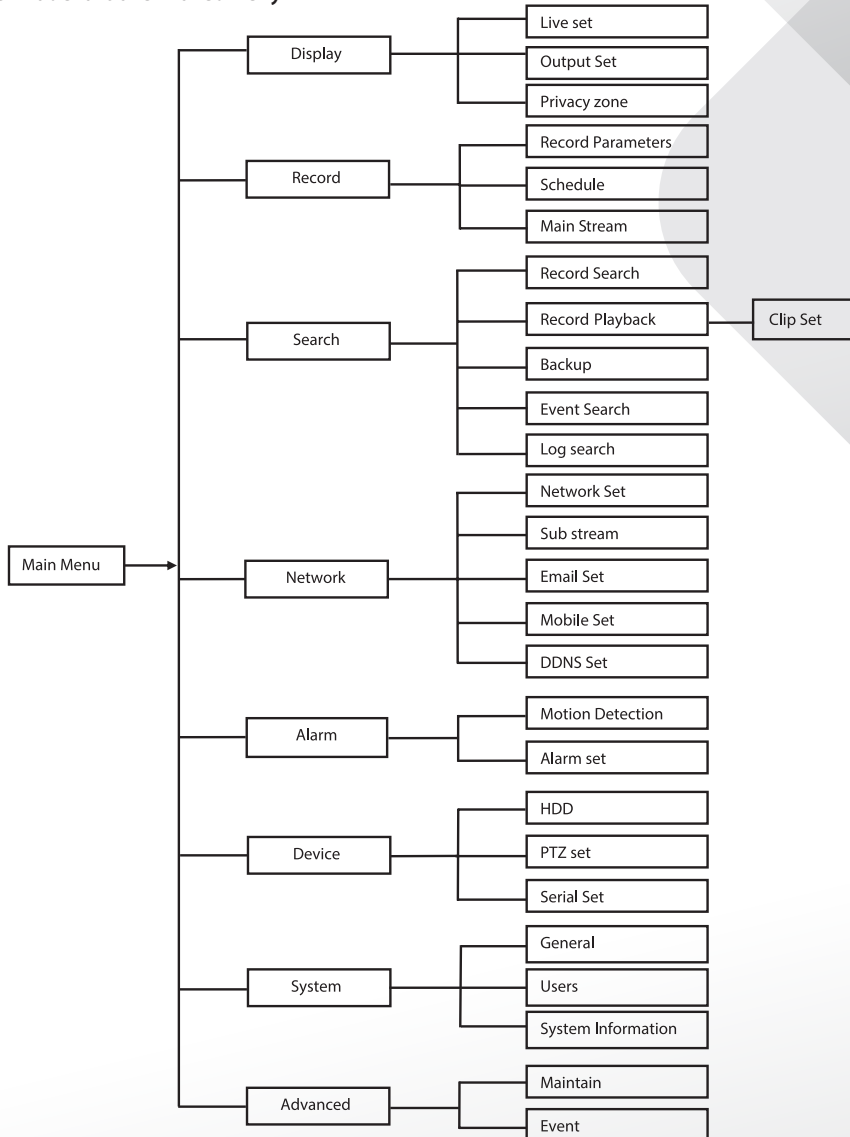 Display
Live set
Output Set
Privacy zone
Record
Record Parameters
Schedule
Main Stream
Search
Record Search
Record Playback
Clip Set
Backup
Event Search
Log search
Main Menu
Network
Network Set
Sub stream
Email Set
Mobile Set
DDNS Set
Alarm
Motion Detection
Alarm set
Device
HDD
PTZ set
Serial Set
System
General
Users
System Information
Advanced
Maintain
Event